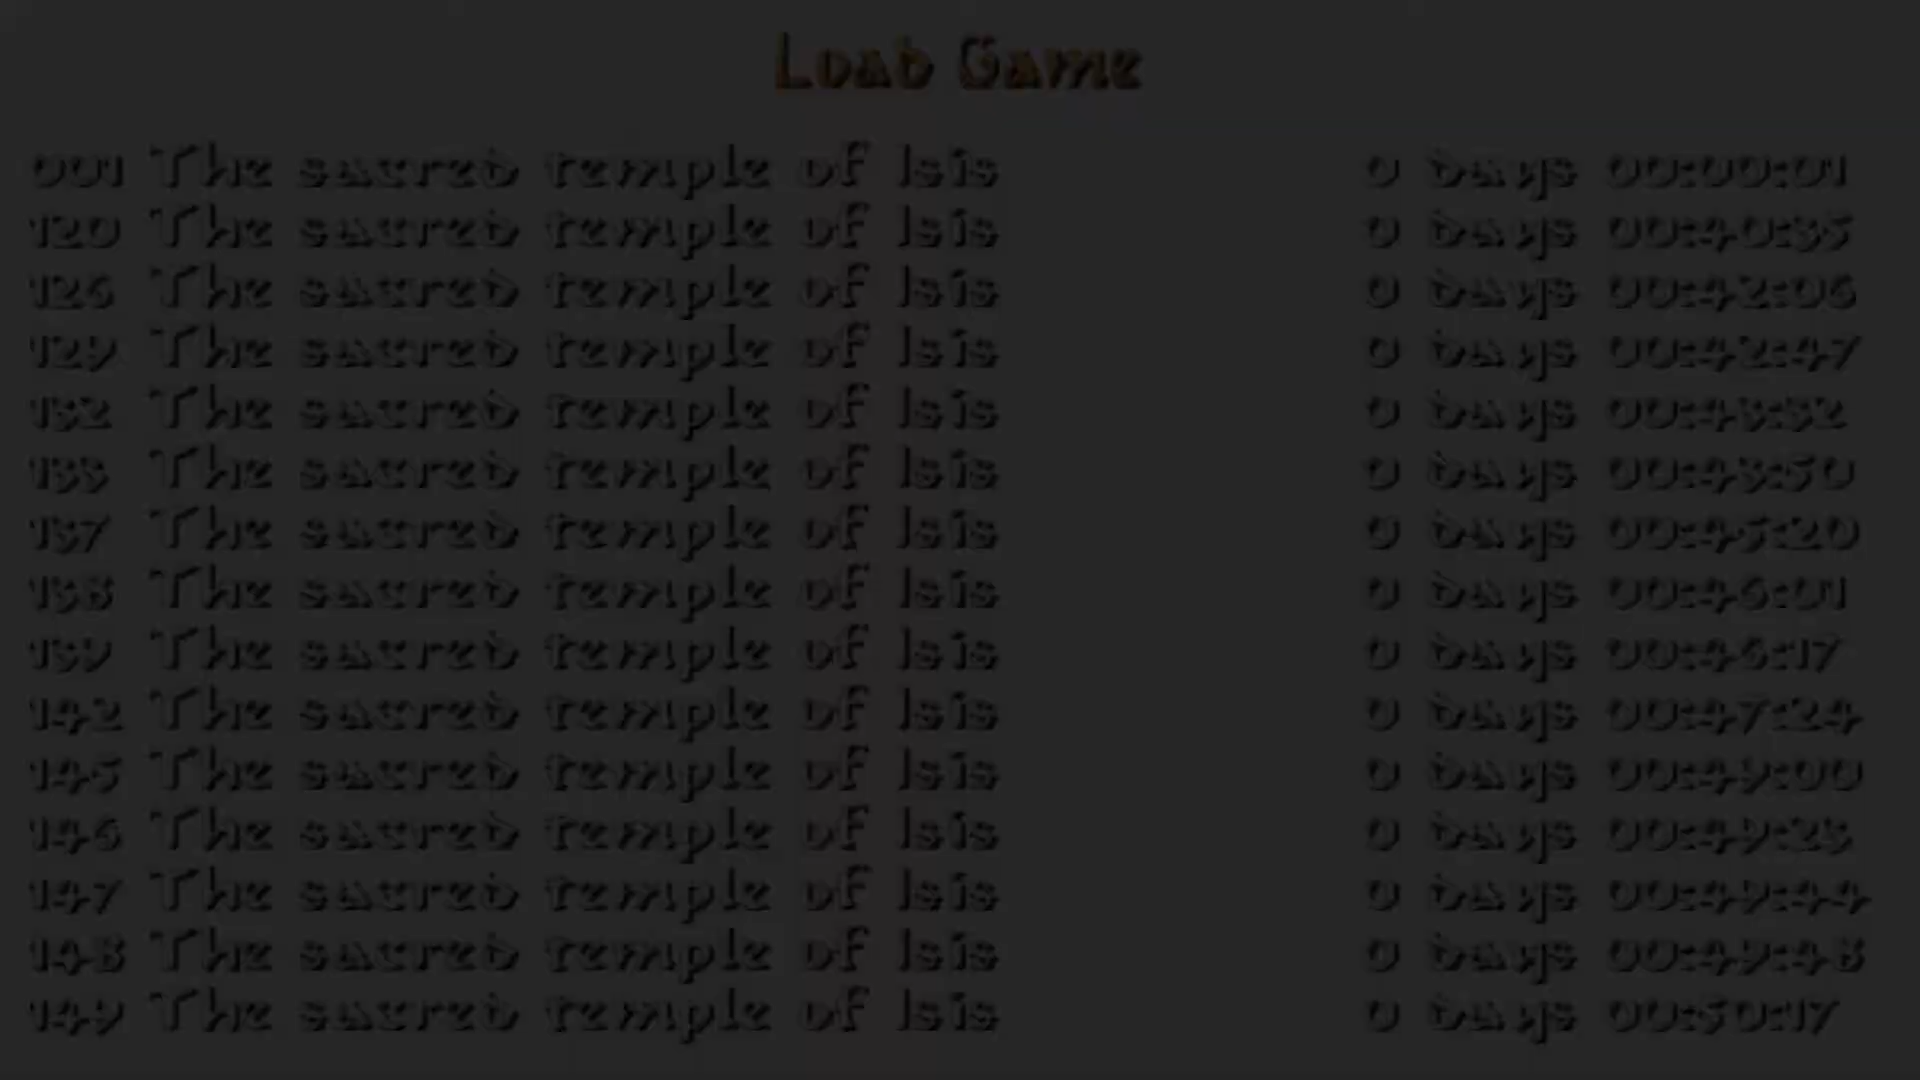 Load Game
001 The sacred temple of Isis 0 days 00:00:01
120 The sacred temple of Isis 0 days 00:40:35
126 The sacred temple of Isis 0 days 00:42:06
129 The sacred temple of Isis 0 days 00:42:47
132 The sacred temple of Isis 0 days 00:43:32
133 The sacred temple of Isis 0 days 00:43:50
137 The sacred temple of Isis 0 days 00:45:20
138 The sacred temple of Isis 0 days 00:46:01
139 The sacred temple of Isis 0 days 00:46:17
142 The sacred temple of Isis 0 days 00:47:24
145 The sacred temple of Isis 0 days 00:49:00
146 The sacred temple of Isis 0 days 00:49:23
147 The sacred temple of Isis 0 days 00:49:44
148 The sacred temple of Isis 0 days 00:49:48
149 The sacred temple of Isis 0 days 00:50:17